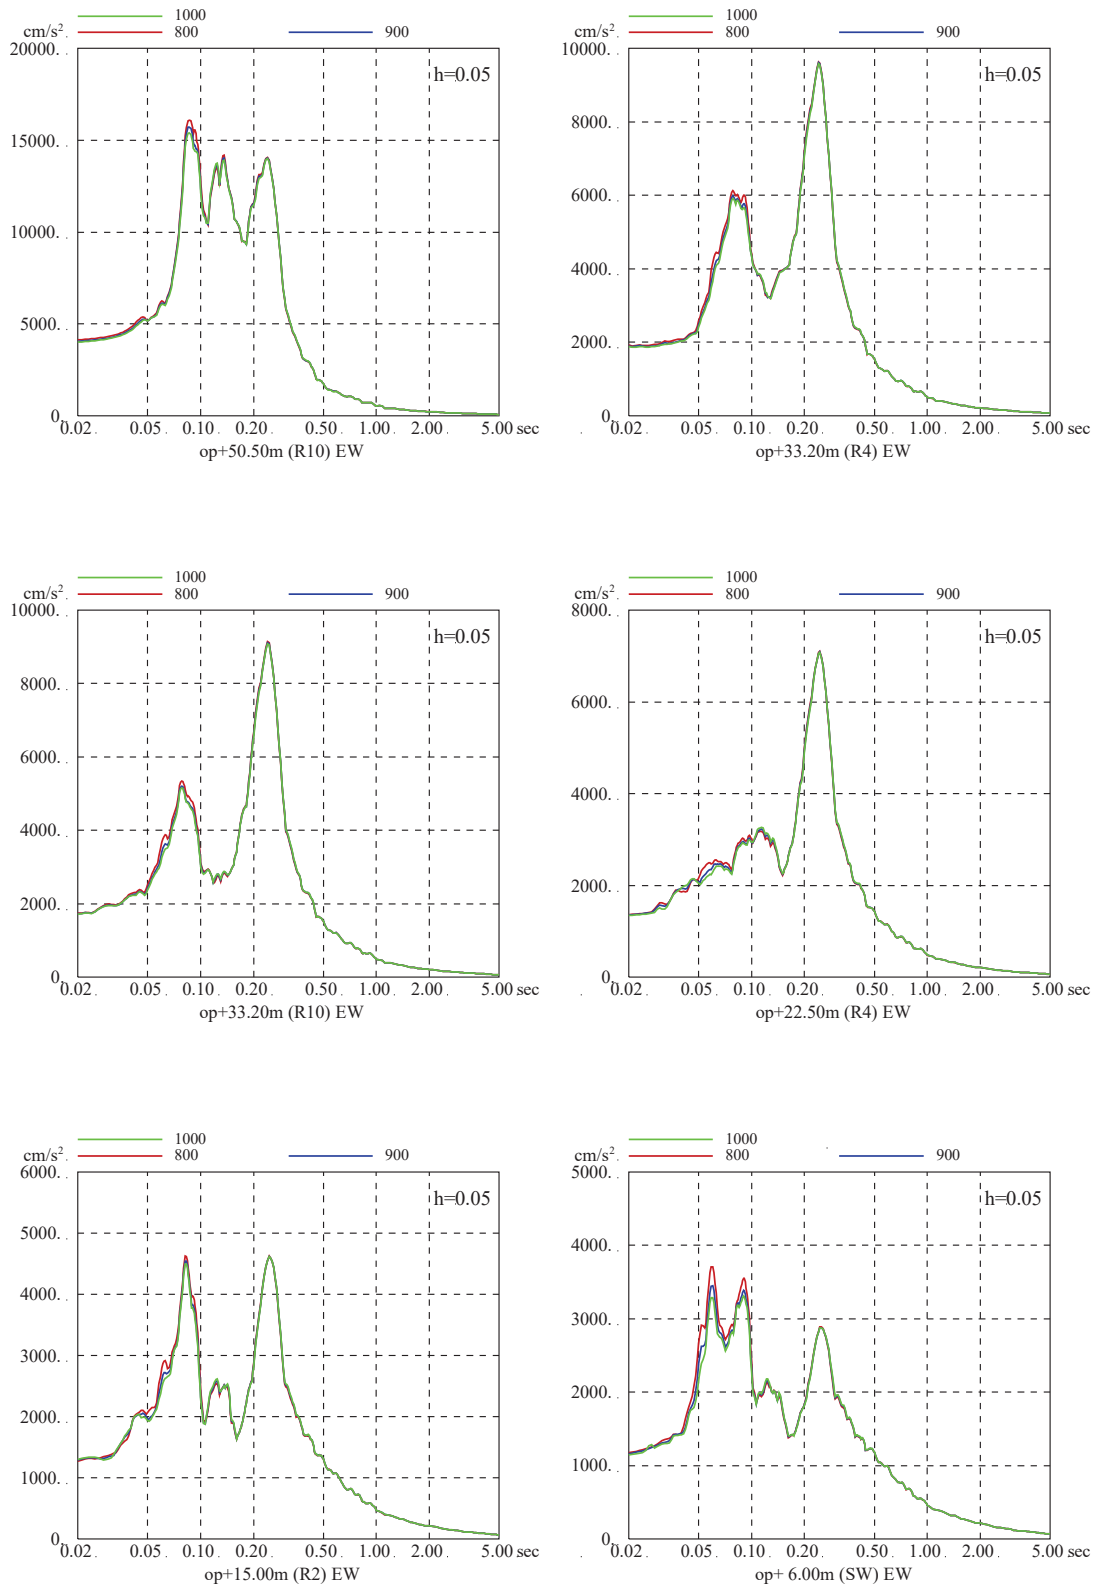 1000
cm/s². 800 900
20000.
15000.
10000.
5000.
0.
h=0.05
0.02 0.05 0.10 0.20 0.50 1.00 2.00 5.00 sec
op+50.50m (R10) EW
1000
cm/s². 800 900
10000.
8000.
6000.
4000.
2000.
0.
h=0.05
0.02 0.05 0.10 0.20 0.50 1.00 2.00 5.00 sec
op+33.20m (R4) EW
1000
cm/s². 800 900
10000.
8000.
6000.
4000.
2000.
0.
h=0.05
0.02 0.05 0.10 0.20 0.50 1.00 2.00 5.00 sec
op+33.20m (R10) EW
1000
cm/s². 800 900
8000.
6000.
4000.
2000.
0.
h=0.05
0.02 0.05 0.10 0.20 0.50 1.00 2.00 5.00 sec
op+22.50m (R4) EW
1000
cm/s². 800 900
6000.
5000.
4000.
3000.
2000.
1000.
0.
h=0.05
0.02 0.05 0.10 0.20 0.50 1.00 2.00 5.00 sec
op+15.00m (R2) EW
1000
cm/s². 800 900
5000.
4000.
3000.
2000.
1000.
0.
h=0.05
0.02 0.05 0.10 0.20 0.50 1.00 2.00 5.00 sec
op+ 6.00m (SW) EW